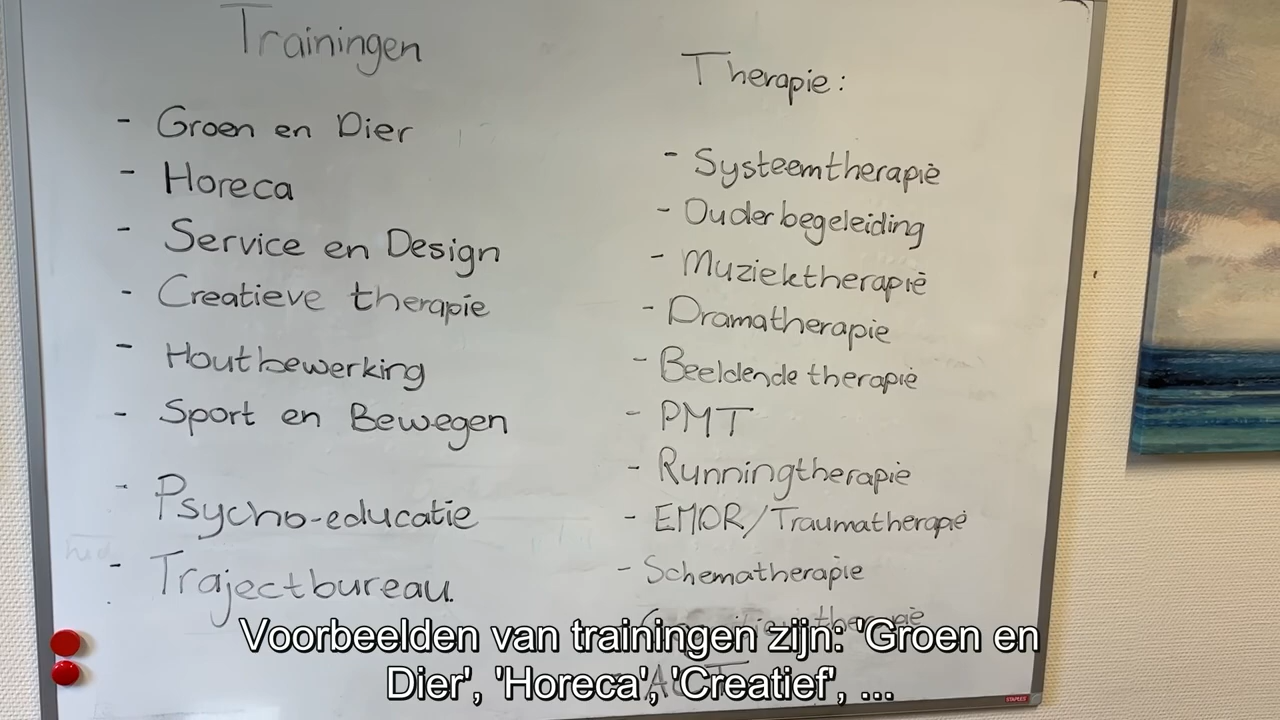 Trainingen
- Groen en Dier
- Horeca
- Service en Design
- Creatieve therapie
- Houtbewerking
- Sport en Bewegen
- Psycho-educatie
- Trajectbureau.
Therapie:
- Systeemtherapie
- Ouderbegeleiding
- Muziektherapie
- Dramatherapie
- Beeldende therapie
- PMT
- Runningtherapie
- EMDR/Traumatherapie
- Schematherapie
therapie
Voorbeelden van trainingen zijn: 'Groen en
Dier', 'Horeca', 'Creatief', ...
STAPLES